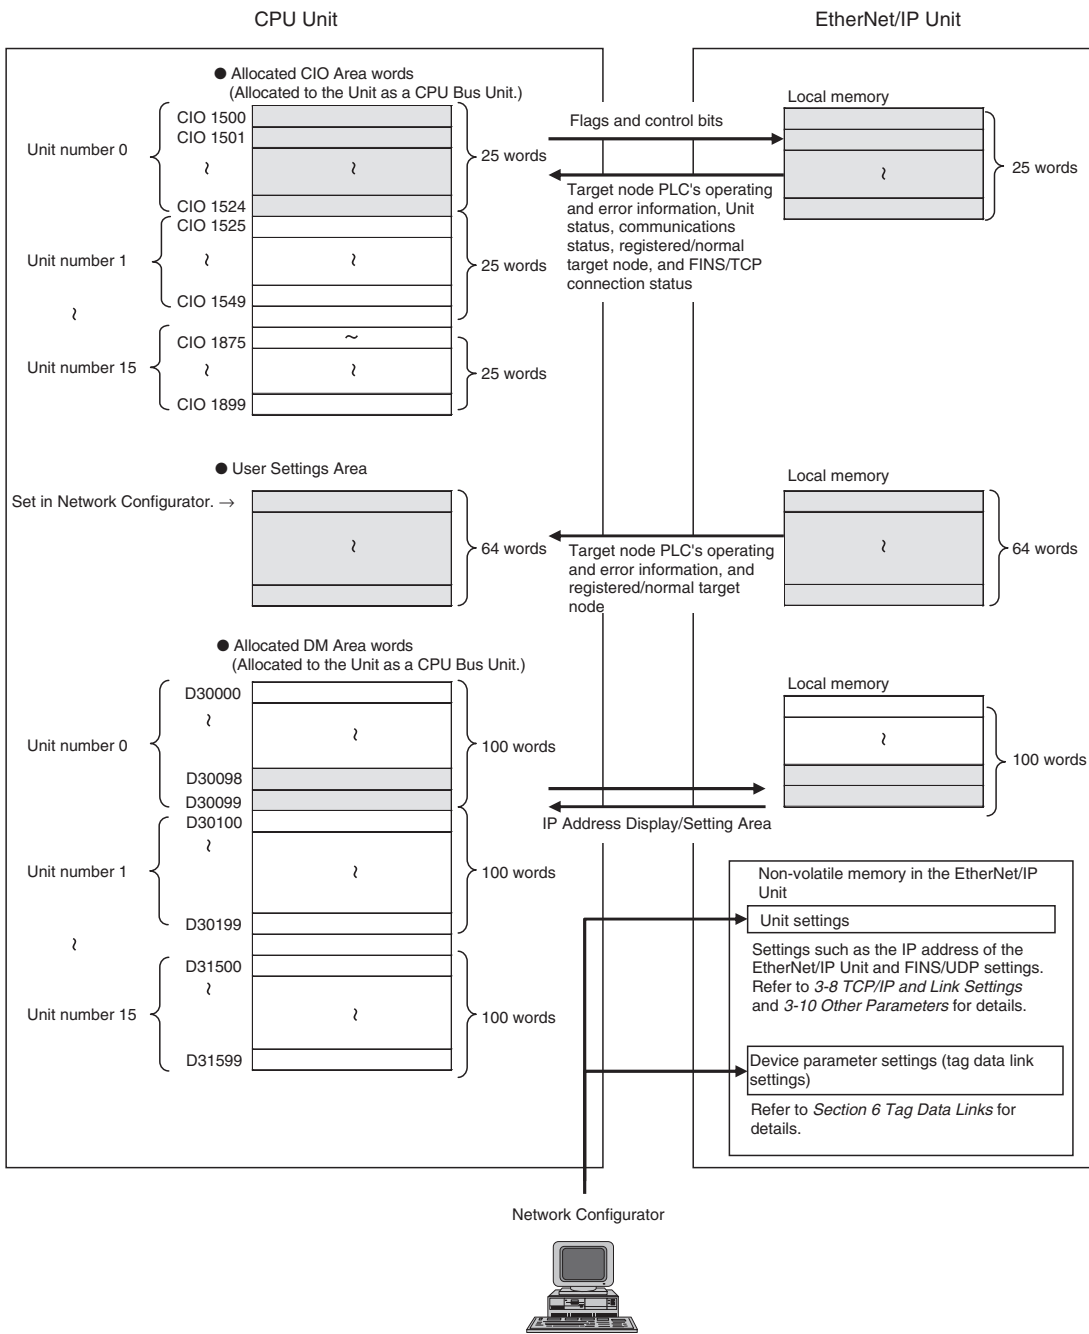 CPU Unit
EtherNet/IP Unit
● Allocated CIO Area words
(Allocated to the Unit as a CPU Bus Unit.)
Unit number 0
CIO 1500
CIO 1501
~
~
CIO 1524
25 words
Unit number 1
CIO 1525
~
~
CIO 1549
25 words
~
Unit number 15
CIO 1875
~
~
~
CIO 1899
25 words
Flags and control bits
Target node PLC's operating
and error information, Unit
status, communications
status, registered/normal
target node, and FINS/TCP
connection status
Local memory
~
25 words
● User Settings Area
Set in Network Configurator. →
~
64 words
Target node PLC's operating
and error information, and
registered/normal target
node
Local memory
~
64 words
● Allocated DM Area words
(Allocated to the Unit as a CPU Bus Unit.)
Unit number 0
D30000
~
~
D30098
D30099
100 words
Unit number 1
D30100
~
~
D30199
100 words
~
Unit number 15
D31500
~
~
D31599
100 words
IP Address Display/Setting Area
Local memory
~
100 words
Non-volatile memory in the EtherNet/IP
Unit
Unit settings
Settings such as the IP address of the
EtherNet/IP Unit and FINS/UDP settings.
Refer to 3-8 TCP/IP and Link Settings
and 3-10 Other Parameters for details.
Device parameter settings (tag data link
settings)
Refer to Section 6 Tag Data Links for
details.
Network Configurator